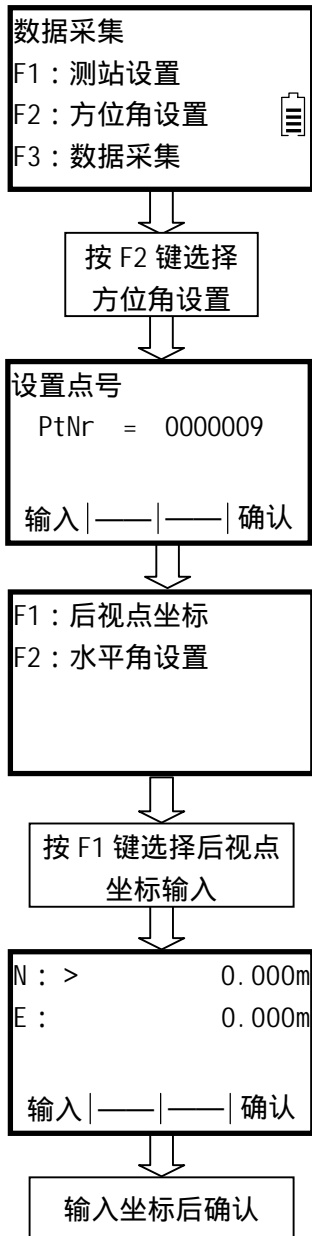 数据采集
F1：测站设置
F2：方位角设置
F3：数据采集
按 F2 键选择
方位角设置
设置点号
PtNr = 0000009
输入|——|——|确认
F1：后视点坐标
F2：水平角设置
按 F1 键选择后视点
坐标输入
N：> 0.000m
E： 0.000m
输入|——|——|确认
输入坐标后确认